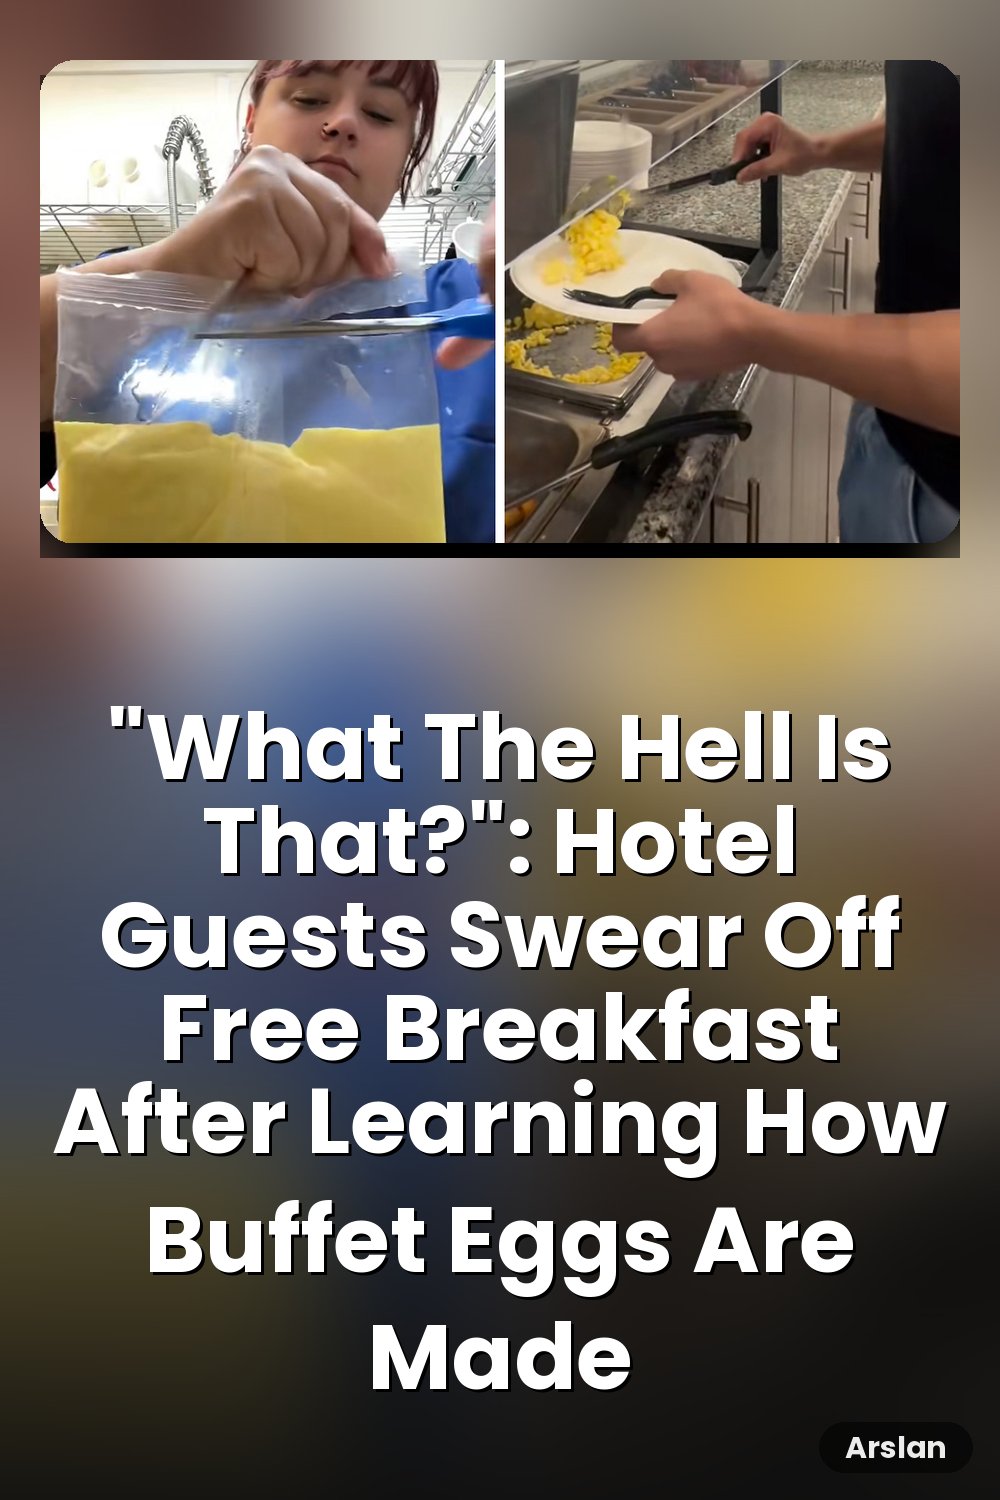 "What The Hell Is
That?": Hotel
Guests Swear Off
Free Breakfast
After Learning How
Buffet Eggs Are
Made
Arslan